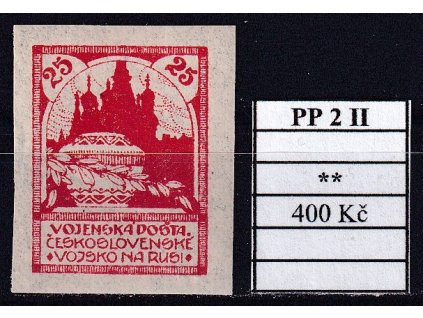 25 25
VOJENSKÁ POŠTA.
ČESKOSLOVENSKÉ
VOJSKO NA RUSI
PP 2 II
**
400 Kč